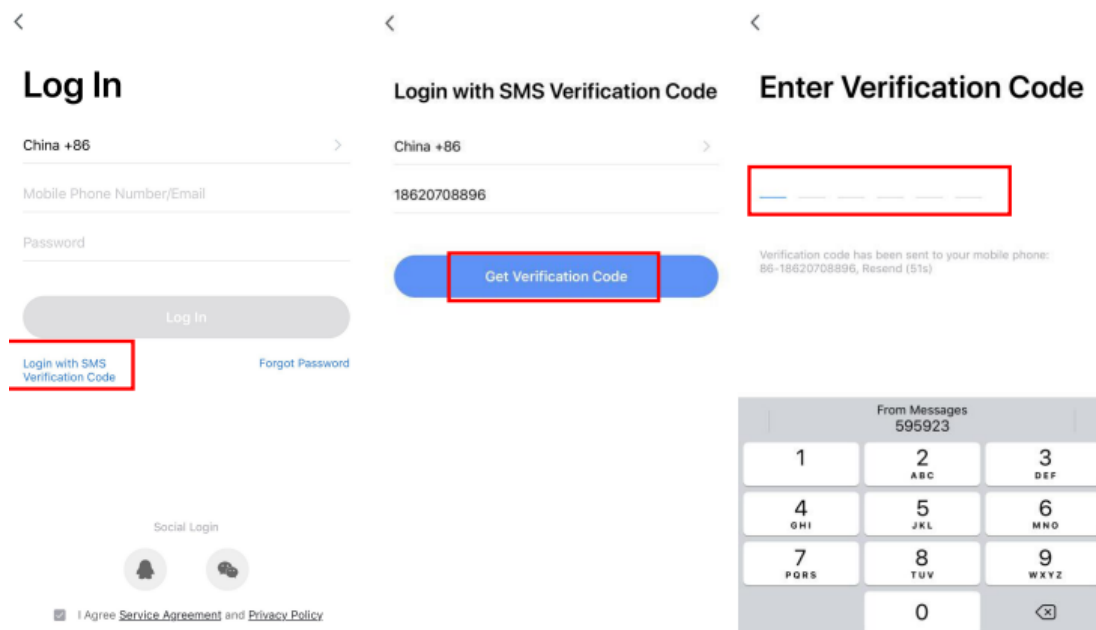 Log In
China +86
Mobile Phone Number/Email
Password
Log In
Login with SMS
Verification Code
Forgot Password
Social Login
I Agree Service Agreement and Privacy Policy
Login with SMS Verification Code
China +86
18620708896
Get Verification Code
Enter Verification Code
Verification code has been sent to your mobile phone:
86-18620708896, Resend (51s)
From Messages
595923
1
2
ABC
3
DEF
4
GHI
5
JKL
6
MNO
7
PQRS
8
TUV
9
WXYZ
0